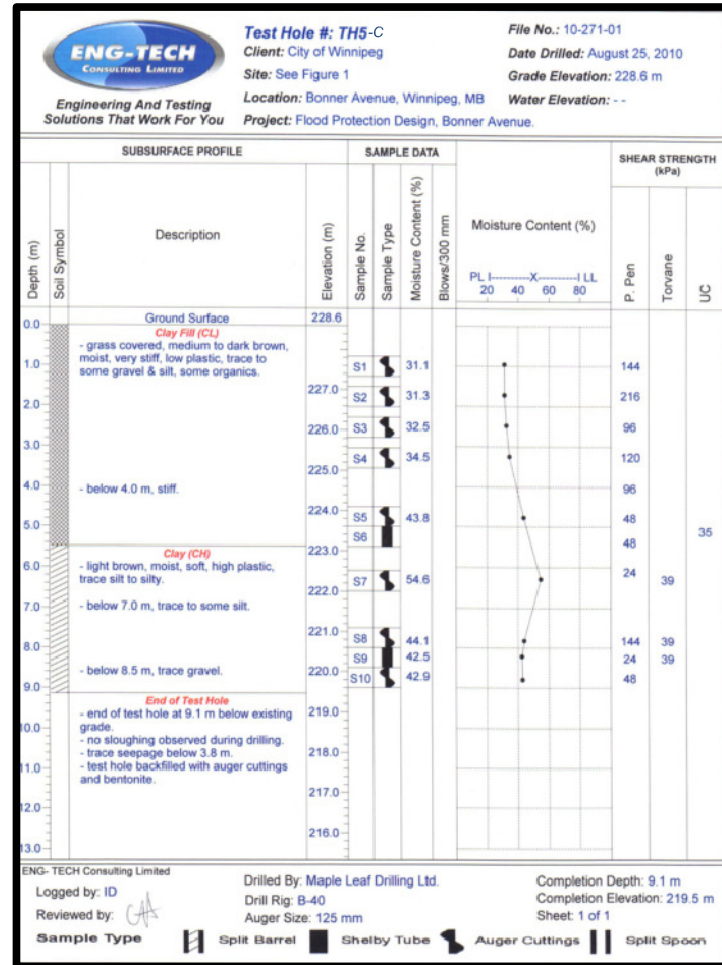 ENG-TECH
CONSULTING LIMITED
Engineering And Testing
Solutions That Work For You
Test Hole #: TH5-C
Client: City of Winnipeg
Site: See Figure 1
Location: Bonner Avenue, Winnipeg, MB
Project: Flood Protection Design, Bonner Avenue.
File No.: 10-271-01
Date Drilled: August 25, 2010
Grade Elevation: 228.6 m
Water Elevation: - -
SUBSURFACE PROFILE
SAMPLE DATA
SHEAR STRENGTH
(kPa)
Depth (m)
Soil Symbol
Description
Elevation (m)
Sample No.
Sample Type
Moisture Content (%)
Blows/300 mm
Moisture Content (%)
PL I----------X---------I LL
20 40 60 80
P. Pen
Torvane
UC
0.0 Ground Surface 228.6
Clay Fill (CL)
- grass covered, medium to dark brown,
moist, very stiff, low plastic, trace to
some gravel & silt, some organics.
1.0 S1 31.1 144
227.0 S2 31.3 216
2.0
226.0 S3 32.5 96
3.0
S4 34.5 120
225.0
4.0 - below 4.0 m, stiff. 96
224.0 S5 43.8 48
5.0
S6 48 35
223.0
Clay (CH)
- light brown, moist, soft, high plastic,
trace silt to silty.
6.0
S7 54.6 24 39
222.0
7.0 - below 7.0 m, trace to some silt.
221.0 S8 44.1 144 39
8.0
S9 42.5 24 39
- below 8.5 m, trace gravel. 220.0
S10 42.9 48
9.0
End of Test Hole
- end of test hole at 9.1 m below existing
grade.
- no sloughing observed during drilling.
- trace seepage below 3.8 m.
- test hole backfilled with auger cuttings
and bentonite.
219.0
10.0
218.0
11.0
217.0
12.0
216.0
13.0
ENG- TECH Consulting Limited
Logged by: ID
Reviewed by:
Drilled By: Maple Leaf Drilling Ltd.
Drill Rig: B-40
Auger Size: 125 mm
Completion Depth: 9.1 m
Completion Elevation: 219.5 m
Sheet: 1 of 1
Sample Type Split Barrel Shelby Tube Auger Cuttings Split Spoon